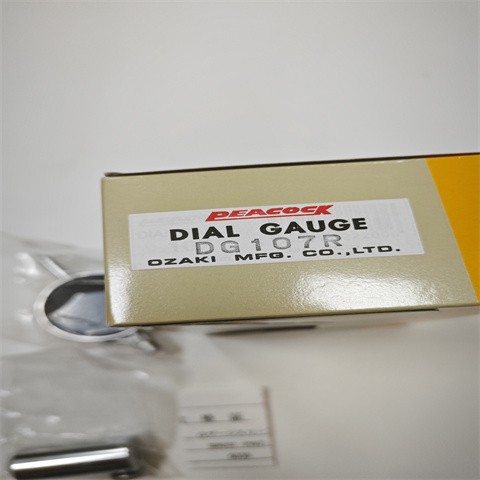 PEACOCK
DIAL GAUGE
DG107R
OZAKI MFG. CO.,LTD.